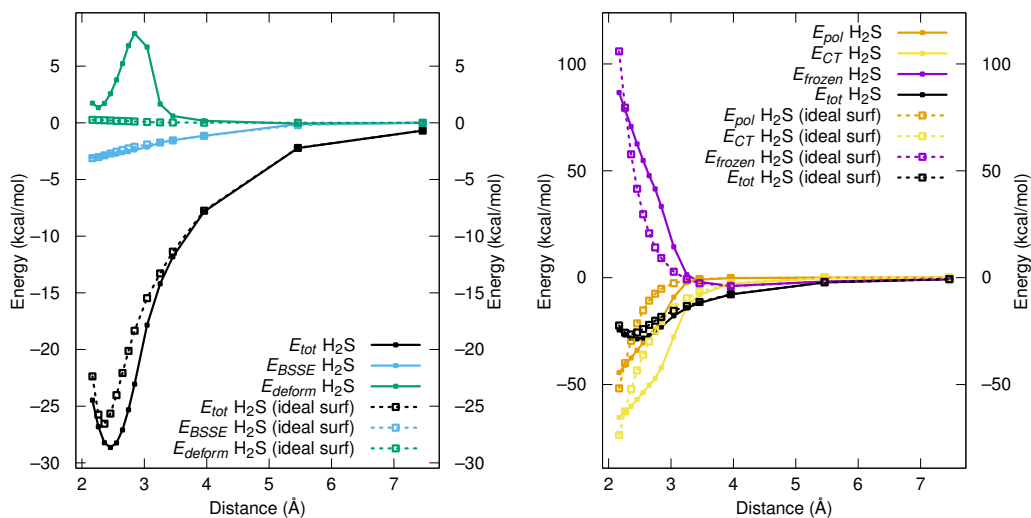 5
0
−5
−10
−15
−20
−25
−30
5
0
−5
−10
−15
−20
−25
−30
2 3 4 5 6 7
Energy (kcal/mol)
Energy (kcal/mol)
Distance (Å)
E_tot H₂S
E_BSSE H₂S
E_deform H₂S
E_tot H₂S (ideal surf)
E_BSSE H₂S (ideal surf)
E_deform H₂S (ideal surf)
100
50
0
−50
100
50
0
−50
2 3 4 5 6 7
Energy (kcal/mol)
Energy (kcal/mol)
Distance (Å)
E_pol H₂S
E_CT H₂S
E_frozen H₂S
E_tot H₂S
E_pol H₂S (ideal surf)
E_CT H₂S (ideal surf)
E_frozen H₂S (ideal surf)
E_tot H₂S (ideal surf)